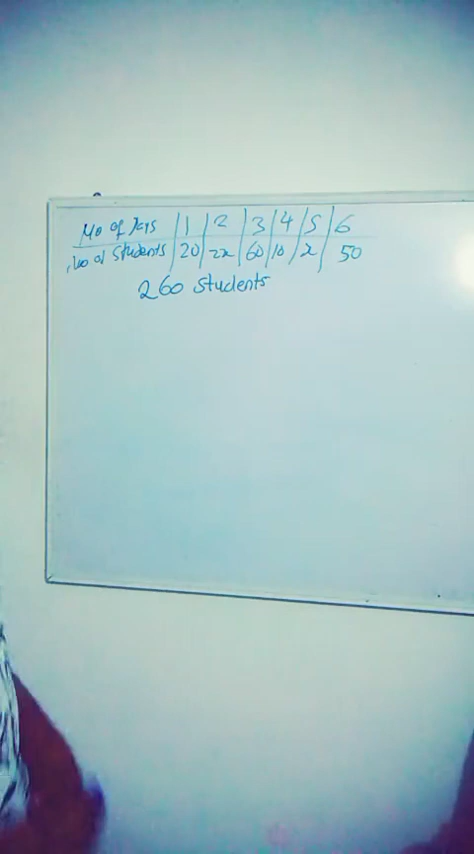 No of Days | 1 | 2 | 3 | 4 | 5 | 6
No of Students | 20 | 2x | 60 | 10 | x | 50
260 Students